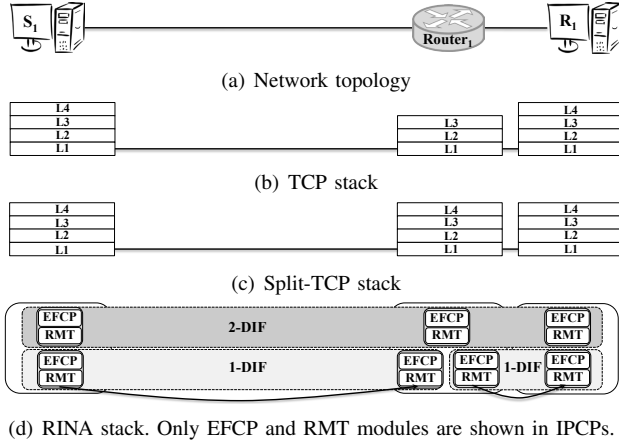 S1
Router1
R1
(a) Network topology
L4
L3 L3 L4
L2 L2 L3
L1 L1 L2
L1
(b) TCP stack
L4 L4 L4
L3 L3 L3
L2 L2 L2
L1 L1 L1
(c) Split-TCP stack
EFCP 2-DIF EFCP EFCP
RMT RMT RMT
EFCP 1-DIF EFCP EFCP 1-DIF EFCP
RMT RMT RMT RMT
(d) RINA stack. Only EFCP and RMT modules are shown in IPCPs.